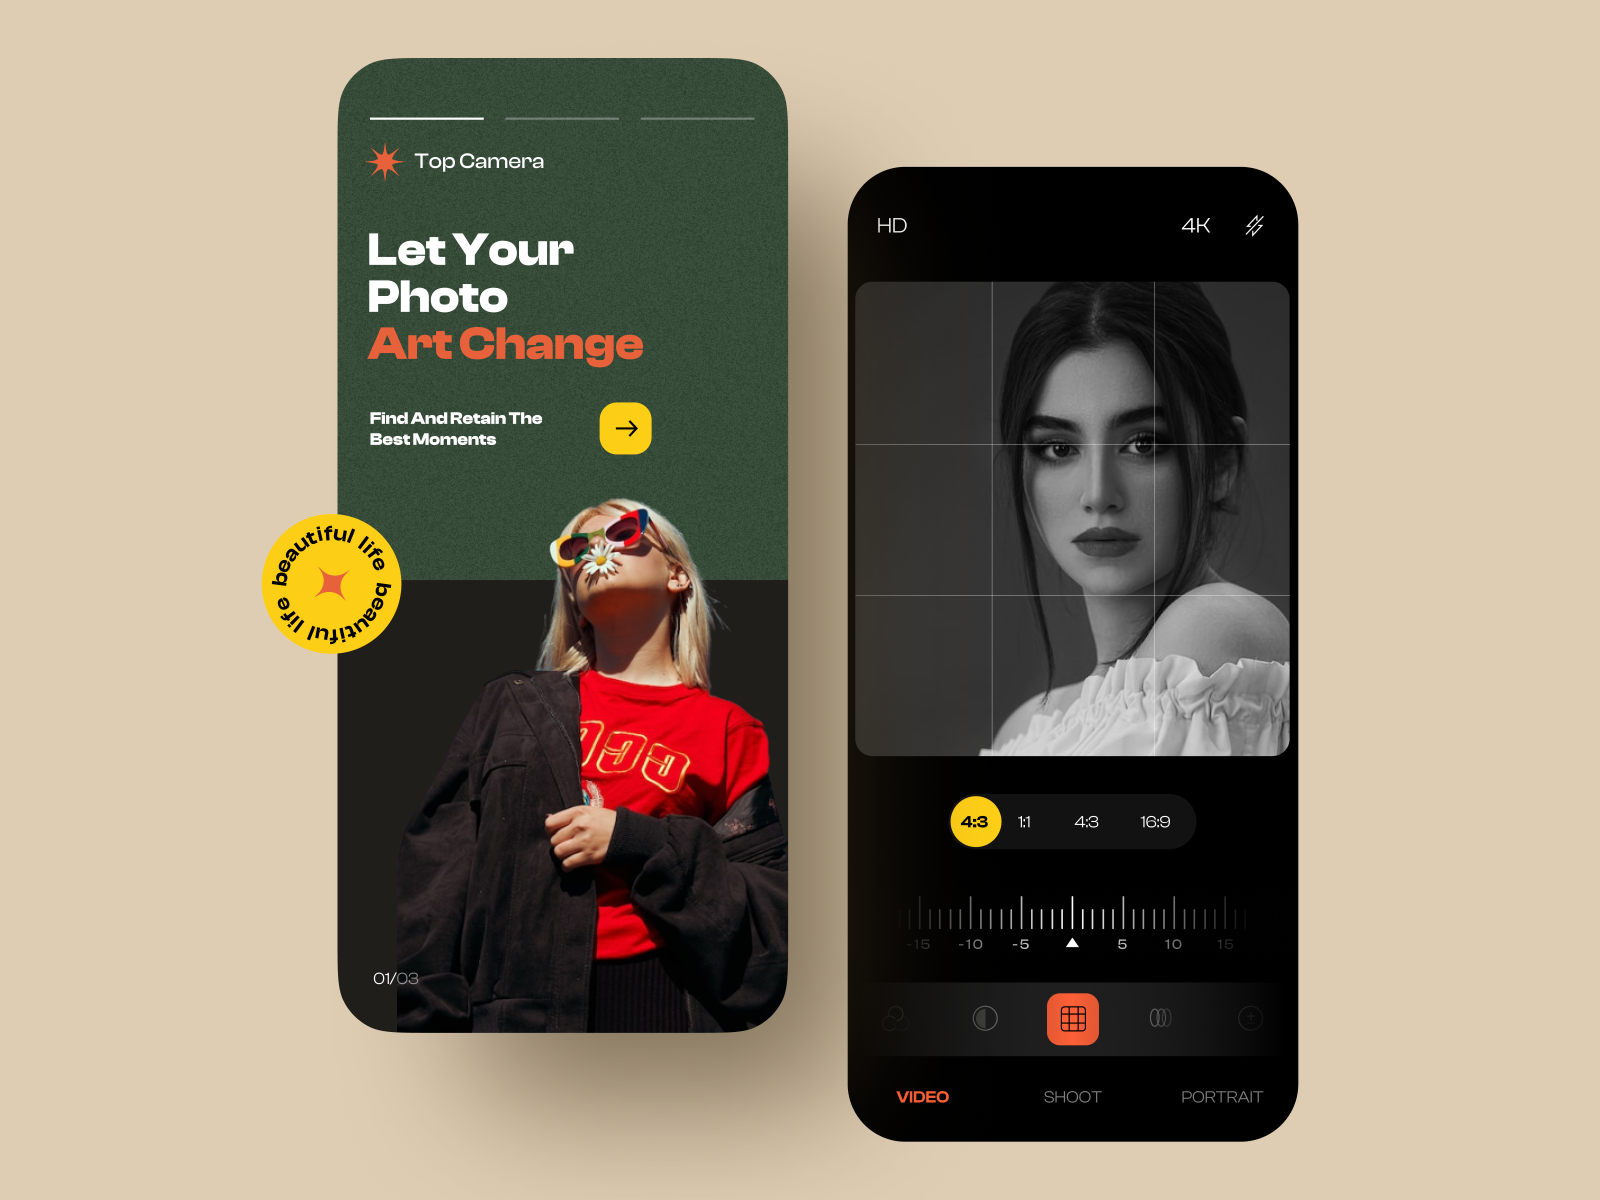 Top Camera
Let Your
Photo
Art Change
Find And Retain The
Best Moments
beautiful life beautiful life
01/03
HD
4K
4:3 1:1 4:3 16:9
-15 -10 -5 5 10 15
VIDEO SHOOT PORTRAIT